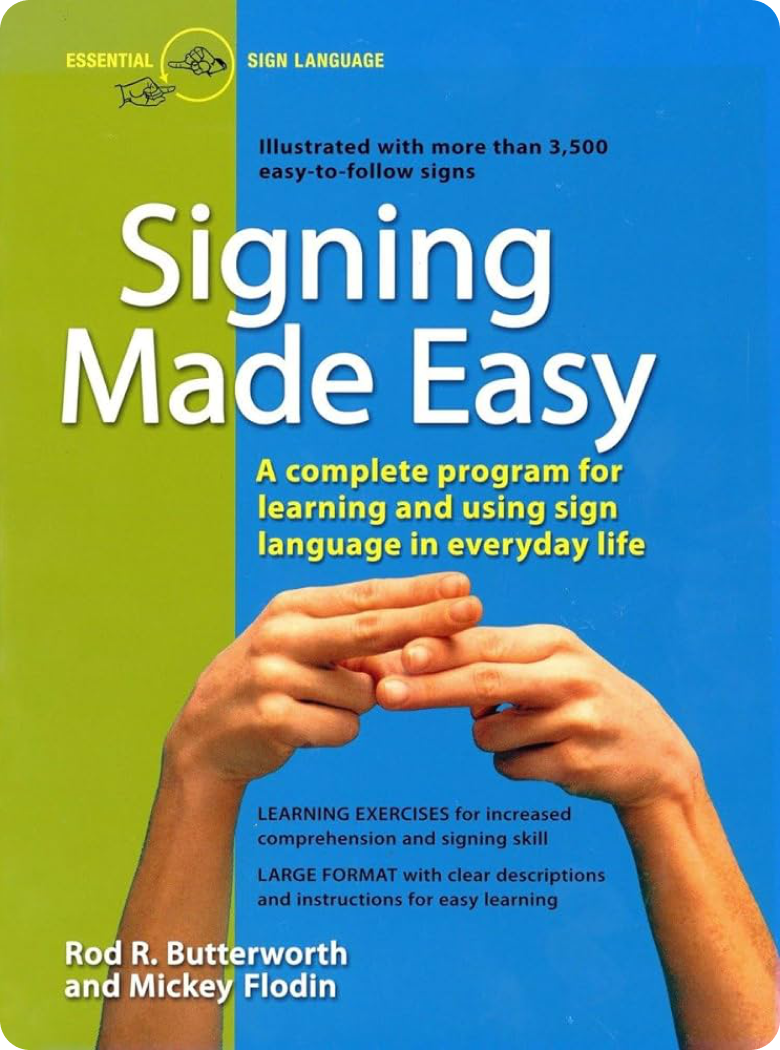 ESSENTIAL SIGN LANGUAGE
Illustrated with more than 3,500
easy-to-follow signs
Signing
Made Easy
A complete program for
learning and using sign
language in everyday life
LEARNING EXERCISES for increased
comprehension and signing skill
LARGE FORMAT with clear descriptions
and instructions for easy learning
Rod R. Butterworth
and Mickey Flodin